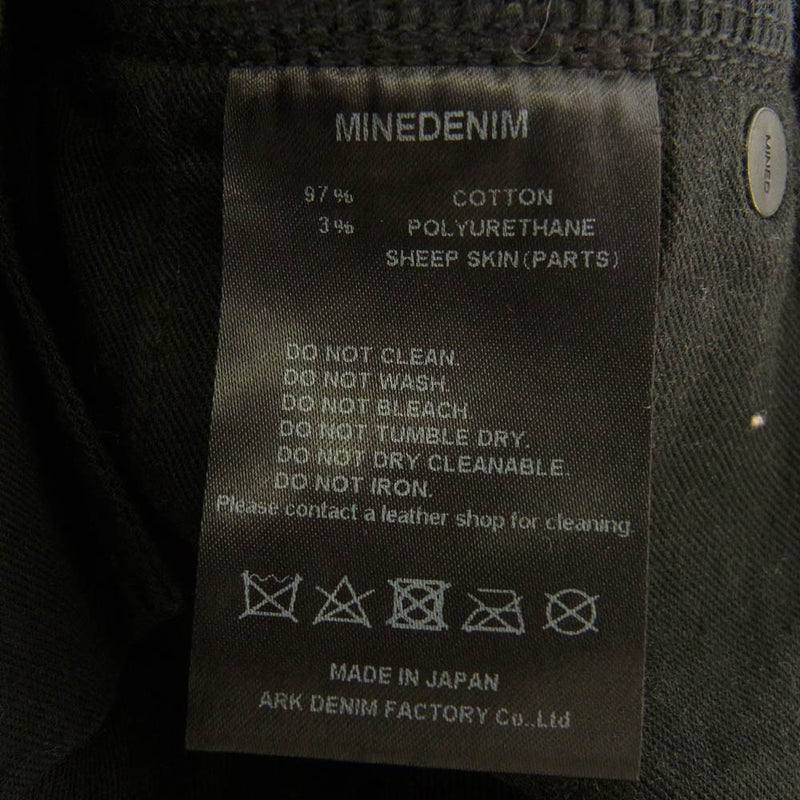 MINEDENIM
97% COTTON
3% POLYURETHANE
SHEEP SKIN(PARTS)
DO NOT CLEAN.
DO NOT WASH.
DO NOT BLEACH
DO NOT TUMBLE DRY.
DO NOT DRY CLEANABLE.
DO NOT IRON.
Please contact a leather shop for cleaning.
MADE IN JAPAN
ARK DENIM FACTORY Co.,Ltd
MINED